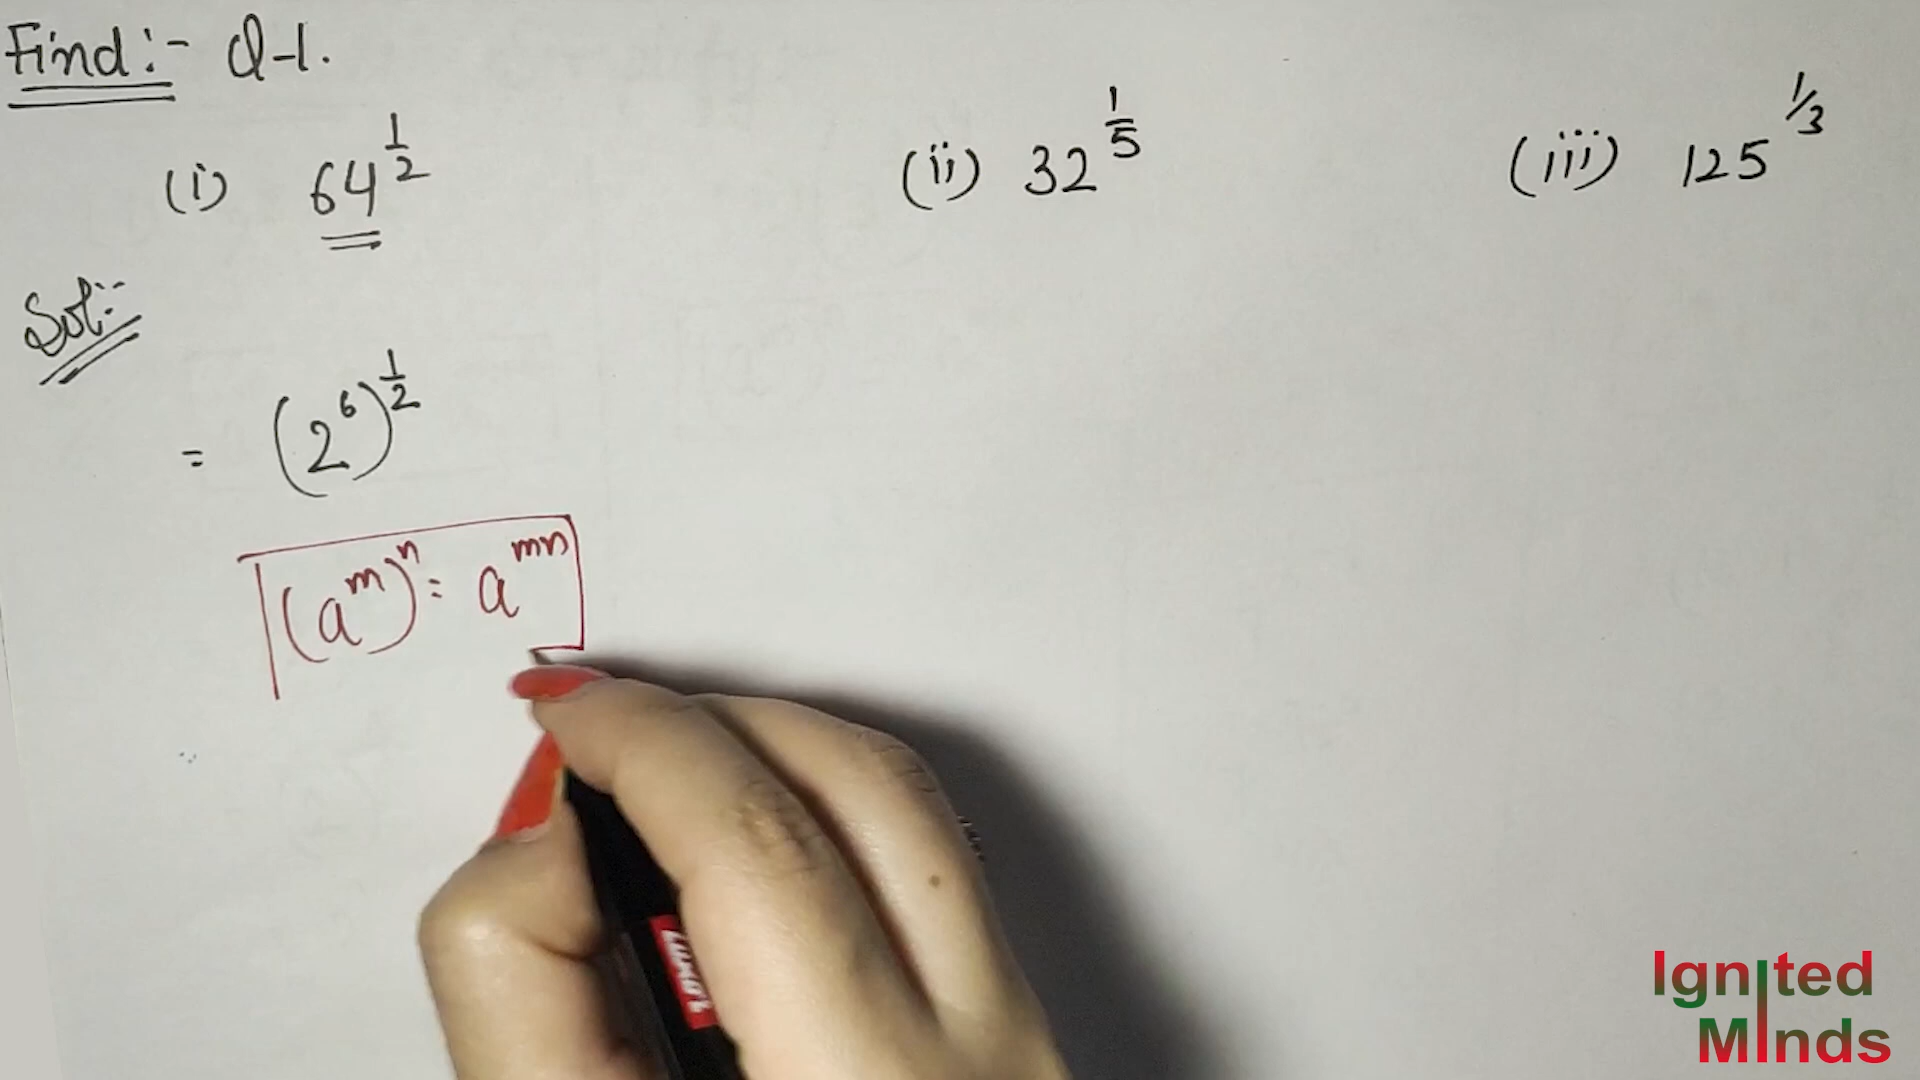 Find:- Q-1.
(i) 64^{1/2} (ii) 32^{1/5} (iii) 125^{1/3}
Sol:-
= (2^6)^{1/2}
(a^m)^n = a^{mn}
LUXOR
Ignited
Minds